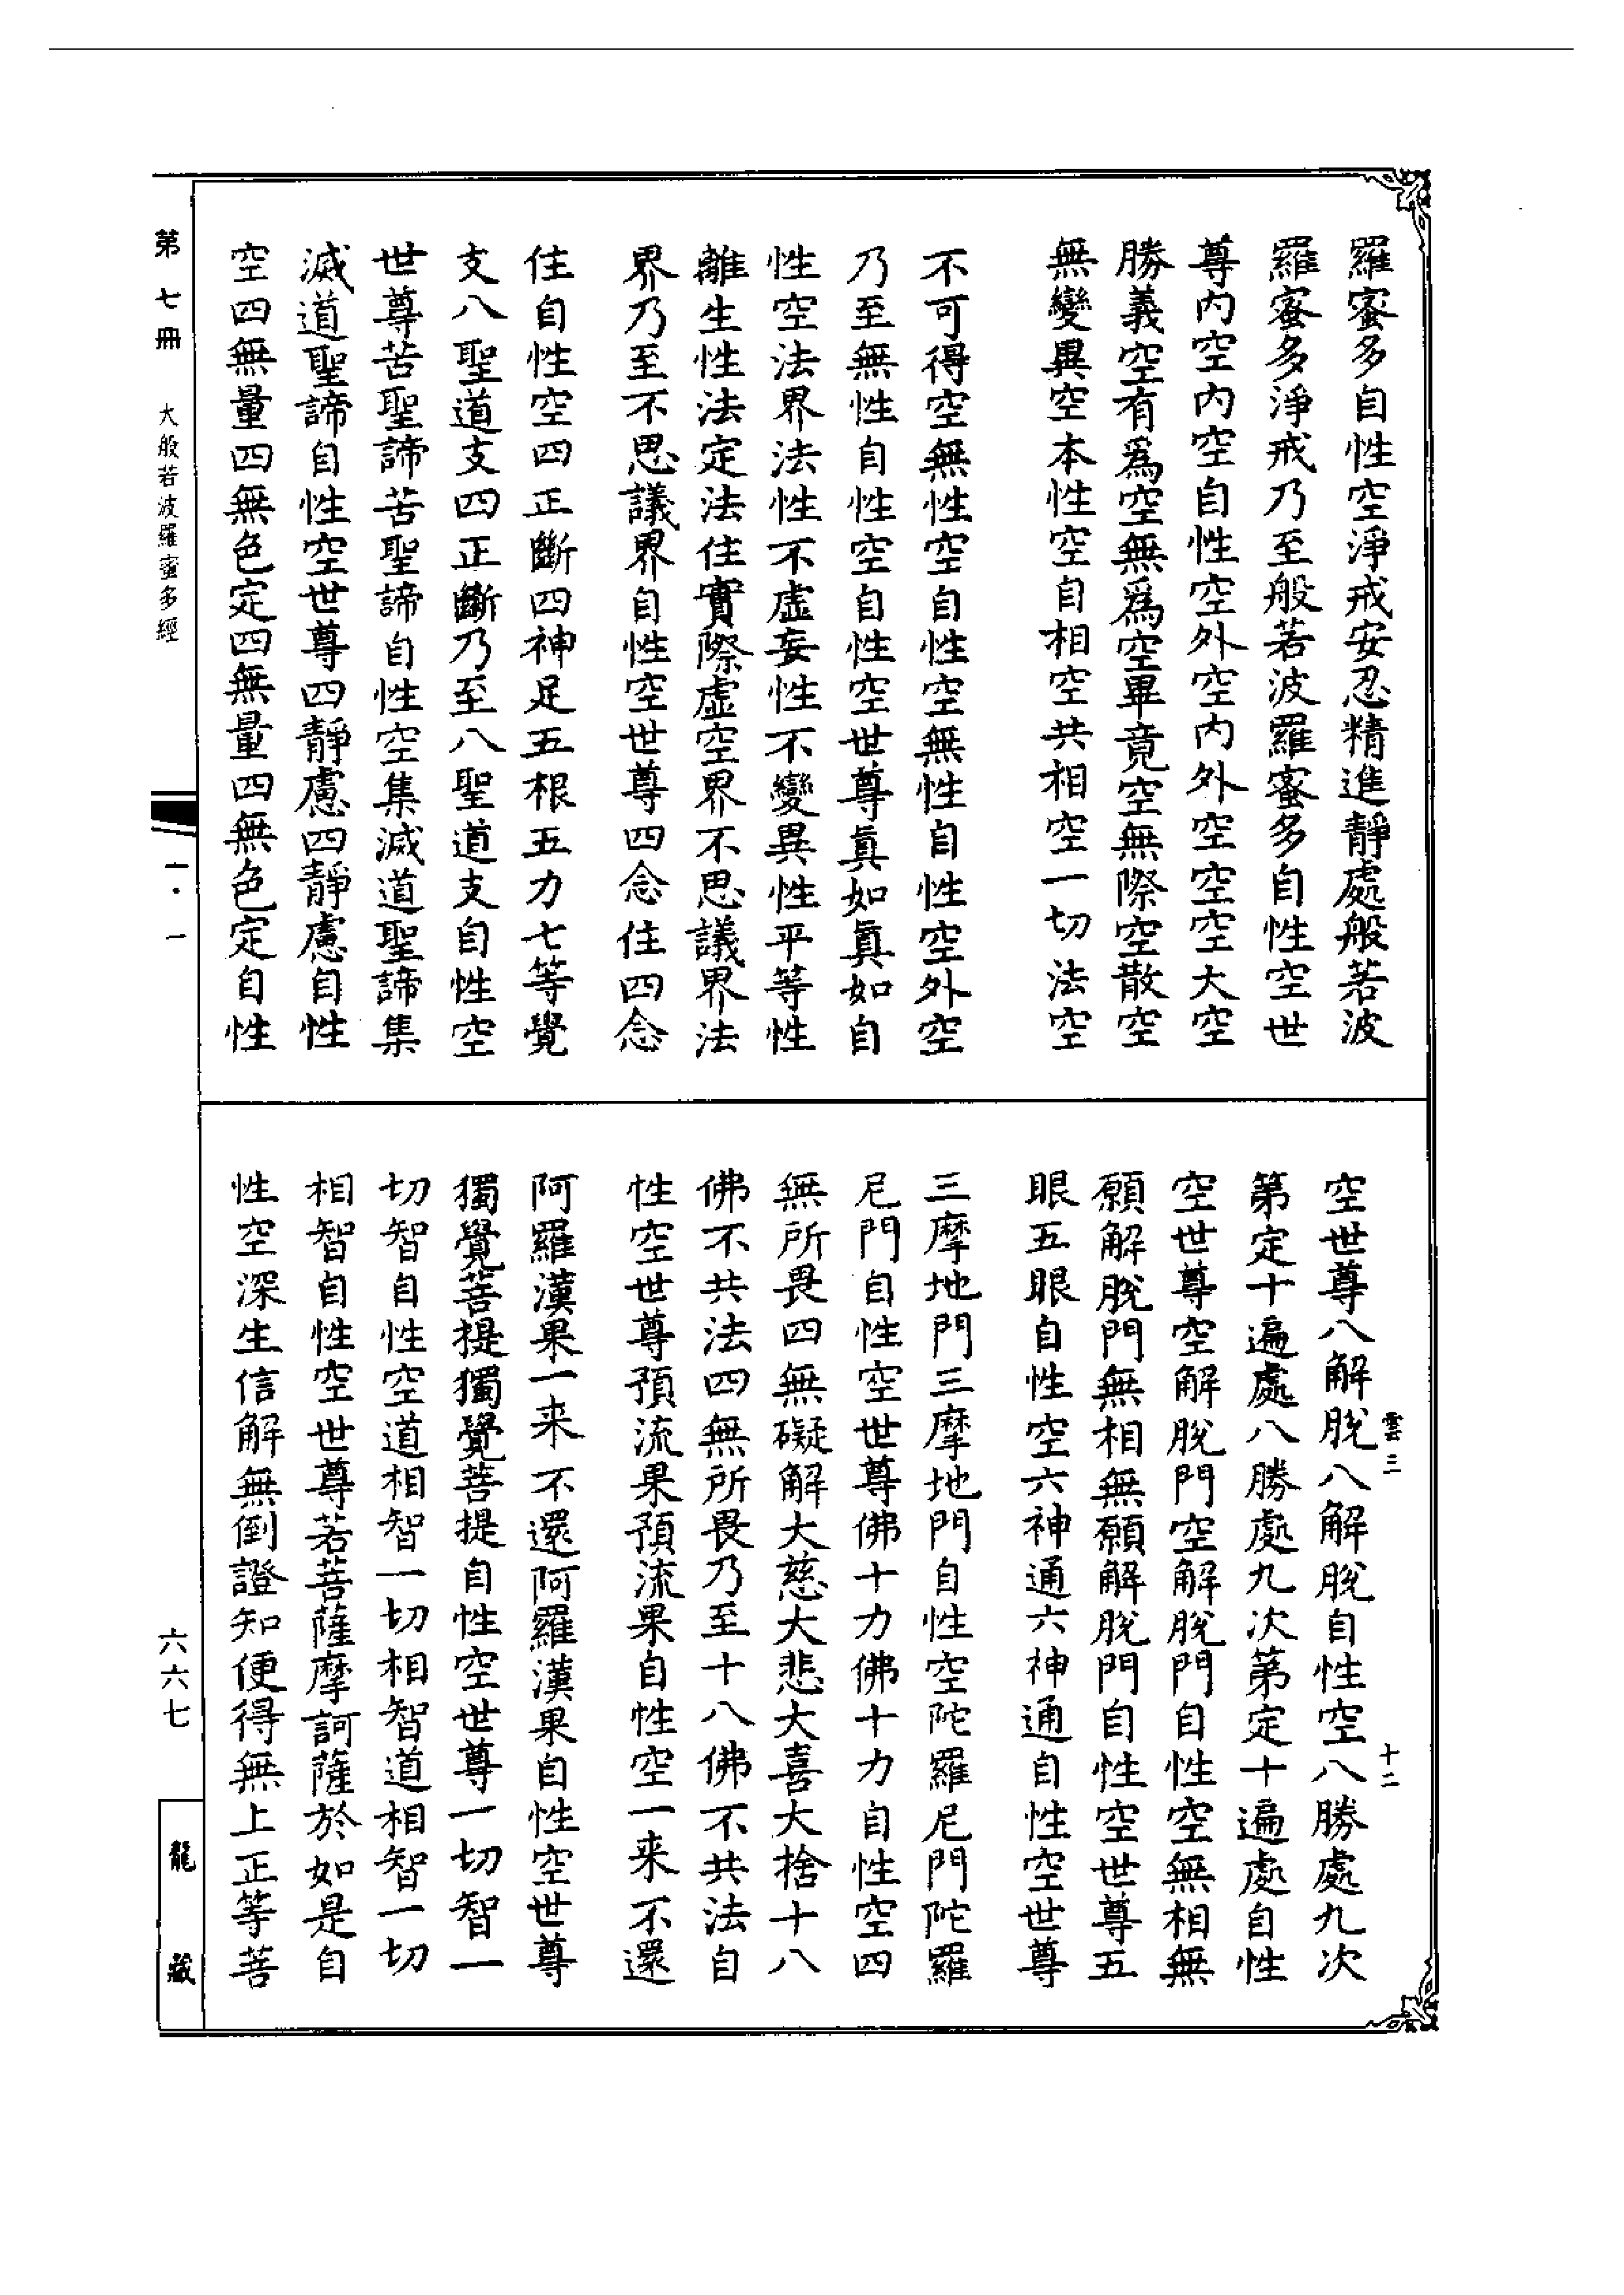 羅蜜多自性空淨戒安忍精進靜慮般若波
羅蜜多淨戒乃至般若波羅蜜多自性空世
尊內空內空自性空外空內外空空空大空
勝義空有爲空無爲空畢竟空無際空散空
無變異空本性空自相空共相空一切法空
不可得空無性空自性空無性自性空外空
乃至無性自性空自性空世尊眞如眞如自
性空法界法性不虛妄性不變異性平等性
離生性法定法住實際虛空界不思議界法
界乃至不思議界自性空世尊四念住四念
住自性空四正斷四神足五根五力七等覺
支八聖道支四正斷乃至八聖道支自性空
世尊苦聖諦苦聖諦自性空集滅道聖諦集
滅道聖諦自性空世尊四靜慮四靜慮自性
空四無量四無色定四無量四無色定自性
空世尊八解脫八解脫自性空八勝處九次
第定十遍處八勝處九次第定十遍處自性
空世尊空解脫門空解脫門自性空無相無
願解脫門無相無願解脫門自性空世尊五
眼五眼自性空六神通六神通自性空世尊
三摩地門三摩地門自性空陀羅尼門陀羅
尼門自性空世尊佛十力佛十力自性空四
無所畏四無礙解大慈大悲大喜大捨十八
佛不共法四無所畏乃至十八佛不共法自
性空世尊預流果預流果自性空一来不還
阿羅漢果一来不還阿羅漢果自性空世尊
獨覺菩提獨覺菩提自性空世尊一切智一
切智自性空道相智一切相智道相智一切
相智自性空世尊若菩薩摩訶薩於如是自
性空深生信解無倒證知便得無上正等菩
雲三
十二
第七冊
大般若波羅蜜多經
一·一
六六七
龍藏